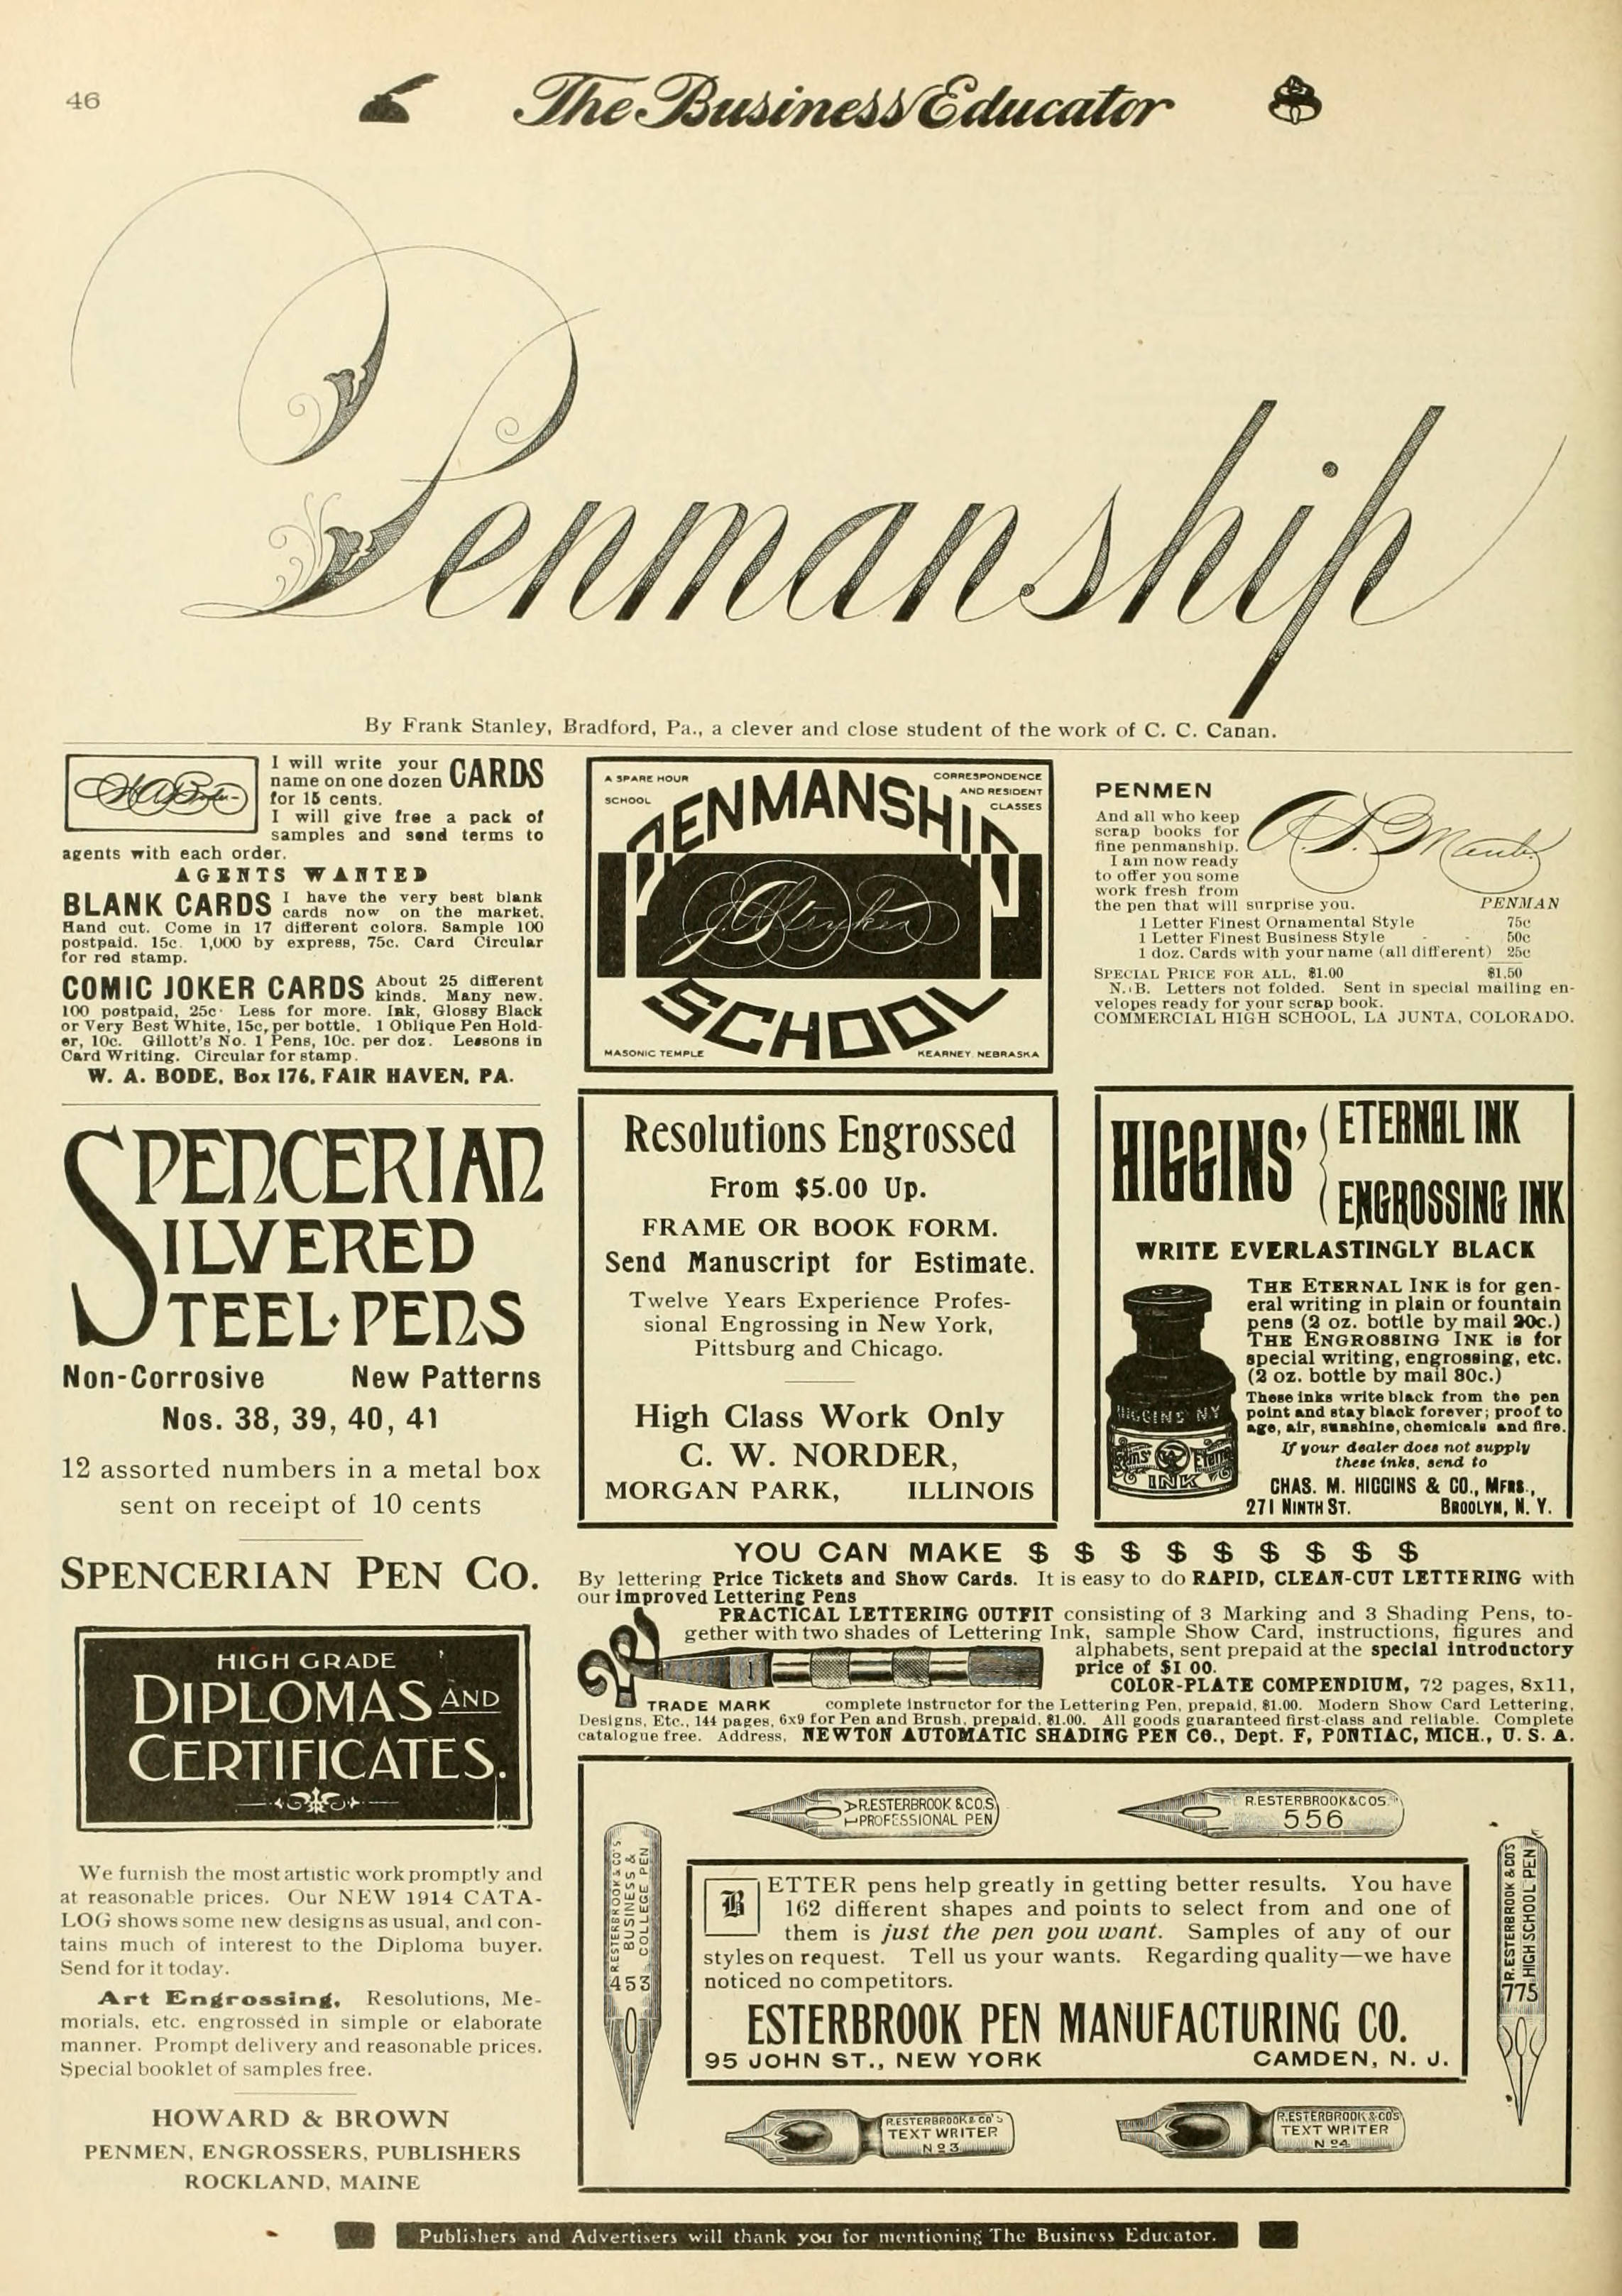 46
The Business Educator
Penmanship
By Frank Stanley, Bradford, Pa., a clever and close student of the work of C. C. Canan.
I will write your
name on one dozen CARDS
for 15 cents.
I will give free a pack of
samples and send terms to
agents with each order.
AGENTS WANTED
BLANK CARDS I have the very best blank
cards now on the market.
Hand cut. Come in 17 different colors. Sample 100
postpaid. 15c. 1,000 by express, 75c. Card Circular
for red stamp.
COMIC JOKER CARDS About 25 different
kinds. Many new.
100 postpaid, 25c. Less for more. Ink, Glossy Black
or Very Best White, 15c, per bottle. 1 Oblique Pen Hold-
er, 10c. Gillott's No. 1 Pens, 10c. per doz. Lessons in
Card Writing. Circular for stamp.
W. A. BODE, Box 176, FAIR HAVEN, PA.
SPENCERIAN
SILVERED
STEEL·PENS
Non-Corrosive New Patterns
Nos. 38, 39, 40, 41
12 assorted numbers in a metal box
sent on receipt of 10 cents
SPENCERIAN PEN CO.
HIGH GRADE
DIPLOMAS AND
CERTIFICATES.
We furnish the most artistic work promptly and
at reasonable prices. Our NEW 1914 CATA-
LOG shows some new designs as usual, and con-
tains much of interest to the Diploma buyer.
Send for it today.
Art Engrossing. Resolutions, Me-
morials, etc. engrossed in simple or elaborate
manner. Prompt delivery and reasonable prices.
Special booklet of samples free.
HOWARD & BROWN
PENMEN, ENGROSSERS, PUBLISHERS
ROCKLAND, MAINE
A SPARE HOUR
SCHOOL
CORRESPONDENCE
AND RESIDENT
CLASSES
PENMANSHIP
SCHOOL
MASONIC TEMPLE
KEARNEY, NEBRASKA
Resolutions Engrossed
From $5.00 Up.
FRAME OR BOOK FORM.
Send Manuscript for Estimate.
Twelve Years Experience Profes-
sional Engrossing in New York,
Pittsburg and Chicago.
High Class Work Only
C. W. NORDER,
MORGAN PARK, ILLINOIS
PENMEN
And all who keep
scrap books for
fine penmanship.
I am now ready
to offer you some
work fresh from
the pen that will surprise you. PENMAN
1 Letter Finest Ornamental Style 75c
1 Letter Finest Business Style - - 50c
1 doz. Cards with your name (all different) 25c
SPECIAL PRICE FOR ALL, $1.00 $1.50
N. B. Letters not folded. Sent in special mailing en-
velopes ready for your scrap book.
COMMERCIAL HIGH SCHOOL, LA JUNTA, COLORADO.
HIGGINS' ETERNAL INK
ENGROSSING INK
WRITE EVERLASTINGLY BLACK
THE ETERNAL INK is for gen-
eral writing in plain or fountain
pens (2 oz. bottle by mail 20c.)
THE ENGROSSING INK is for
special writing, engrossing, etc.
(2 oz. bottle by mail 30c.)
These inks write black from the pen
point and stay black forever; proof to
age, air, sunshine, chemicals and fire.
If your dealer does not supply
these inks, send to
CHAS. M. HIGGINS & CO., MFRS.,
271 NINTH ST. BROOLYN, N. Y.
HIGGINS NY
INK
YOU CAN MAKE $ $ $ $ $ $ $ $ $
By lettering Price Tickets and Show Cards. It is easy to do RAPID, CLEAN-CUT LETTERING with
our improved Lettering Pens
PRACTICAL LETTERING OUTFIT consisting of 3 Marking and 3 Shading Pens, to-
gether with two shades of Lettering Ink, sample Show Card, instructions, figures and
alphabets, sent prepaid at the special introductory
price of $1 00.
COLOR-PLATE COMPENDIUM, 72 pages, 8x11,
TRADE MARK complete instructor for the Lettering Pen, prepaid, $1.00. Modern Show Card Lettering,
Designs, Etc., 144 pages, 6x9 for Pen and Brush, prepaid, $1.00. All goods guaranteed first-class and reliable. Complete
catalogue free. Address, NEWTON AUTOMATIC SHADING PEN CO., Dept. F, PONTIAC, MICH., U. S. A.
R.ESTERBROOK & CO.S.
PROFESSIONAL PEN
R.ESTERBROOK&COS.
556
R.ESTERBROOK & CO'S.
BUSINESS &
COLLEGE PEN
453
R.ESTERBROOK & CO'S
HIGH SCHOOL PEN
775
BETTER pens help greatly in getting better results. You have
162 different shapes and points to select from and one of
them is just the pen you want. Samples of any of our
styles on request. Tell us your wants. Regarding quality—we have
noticed no competitors.
ESTERBROOK PEN MANUFACTURING CO.
95 JOHN ST., NEW YORK CAMDEN, N. J.
R.ESTERBROOK& CO'S
TEXT WRITER
No 3
R.ESTERBROOK & CO'S
TEXT WRITER
No 4
Publishers and Advertisers will thank you for mentioning The Business Educator.